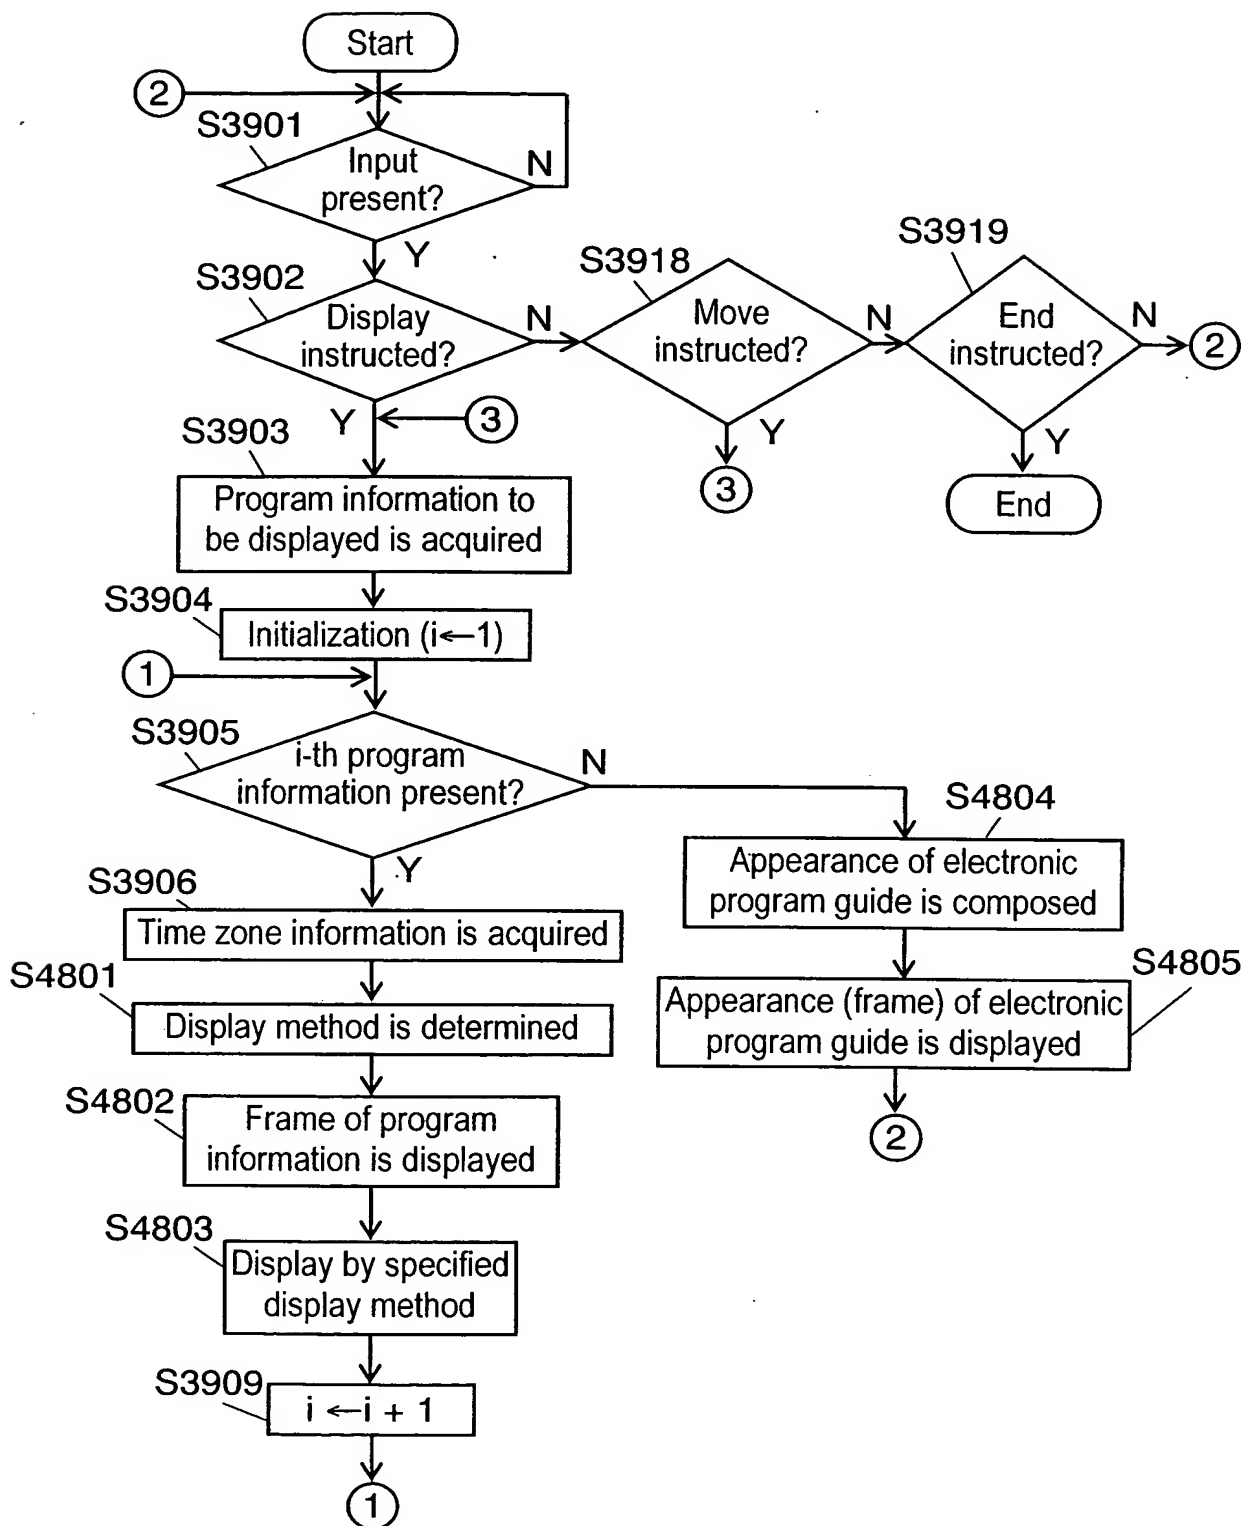 Start
2
S3901
Input
present?
N
Y
S3902
Display
instructed?
N
S3918
Move
instructed?
N
S3919
End
instructed?
N
2
Y
3
S3903
Y
3
Y
End
Program information to
be displayed is acquired
S3904
Initialization (i←1)
1
S3905
i-th program
information present?
N
Y
S4804
Appearance of electronic
program guide is composed
S3906
Time zone information is acquired
S4805
Appearance (frame) of electronic
program guide is displayed
2
S4801
Display method is determined
S4802
Frame of program
information is displayed
S4803
Display by specified
display method
S3909
i ←i + 1
1